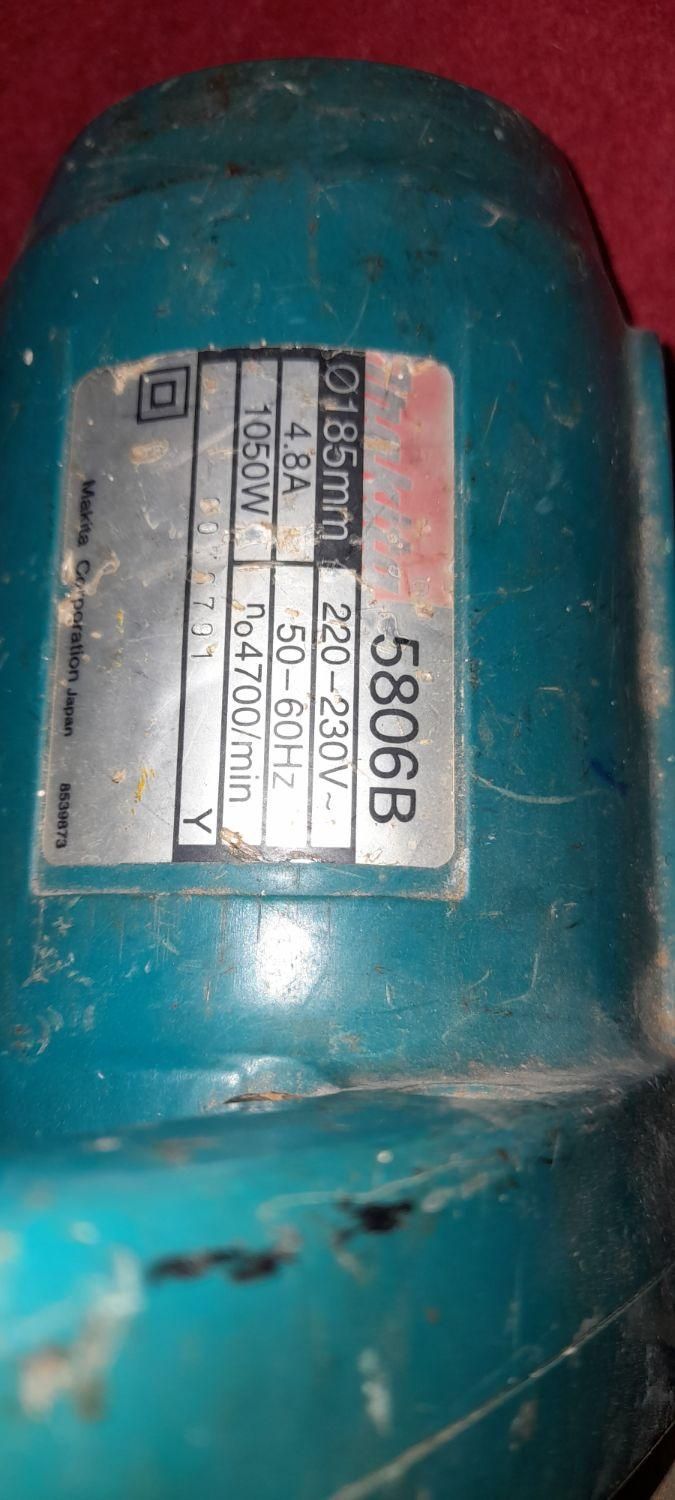 makita® 5806B
Ø185mm 220-230V~
4.8A 50-60Hz
1050W n₀4700/min
Y
Makita Corporation Japan 8539873